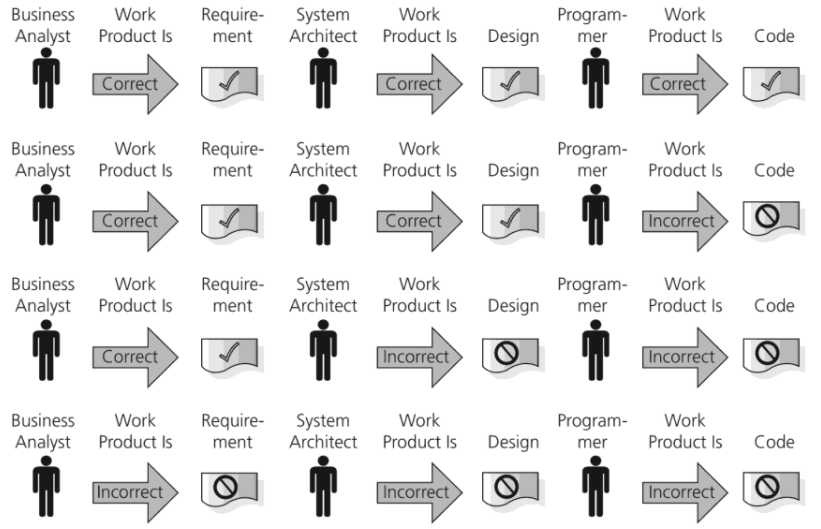 Business Work Require- System Work Programm- Work
Analyst Product Is ment Architect Product Is Design mer Product Is Code
Correct Correct Correct
Business Work Require- System Work Program- Work
Analyst Product Is ment Architect Product Is Design mer Product Is Code
Correct Correct Incorrect
Business Work Require- System Work Program- Work
Analyst Product Is ment Architect Product Is Design mer Product Is Code
Correct Incorrect Incorrect
Business Work Require- System Work Program- Work
Analyst Product Is ment Architect Product Is Design mer Product Is Code
Incorrect Incorrect Incorrect